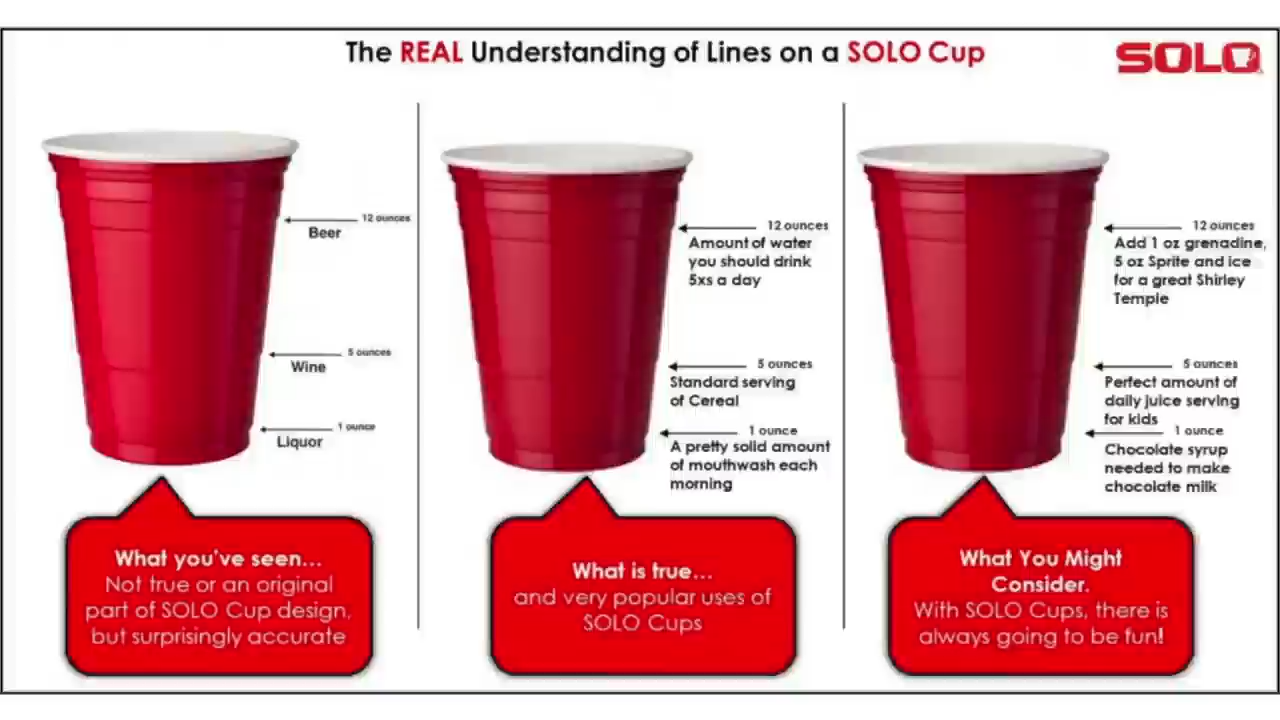 The REAL Understanding of Lines on a SOLO Cup
SOLO
12 ounces
Beer
5 ounces
Wine
1 ounce
Liquor
What you've seen...
Not true or an original
part of SOLO Cup design,
but surprisingly accurate
12 ounces
Amount of water
you should drink
5xs a day
5 ounces
Standard serving
of Cereal
1 ounce
A pretty solid amount
of mouthwash each
morning
What is true...
and very popular uses of
SOLO Cups
12 ounces
Add 1 oz grenadine,
5 oz Sprite and ice
for a great Shirley
Temple
5 ounces
Perfect amount of
daily juice serving
for kids
1 ounce
Chocolate syrup
needed to make
chocolate milk
What You Might
Consider.
With SOLO Cups, there is
always going to be fun!